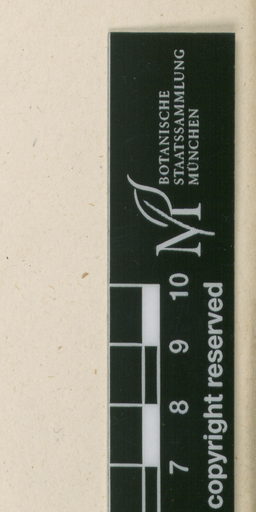 BOTANISCHE
STAATSSAMMLUNG
MÜNCHEN
M
10
9
8
7
copyright reserved